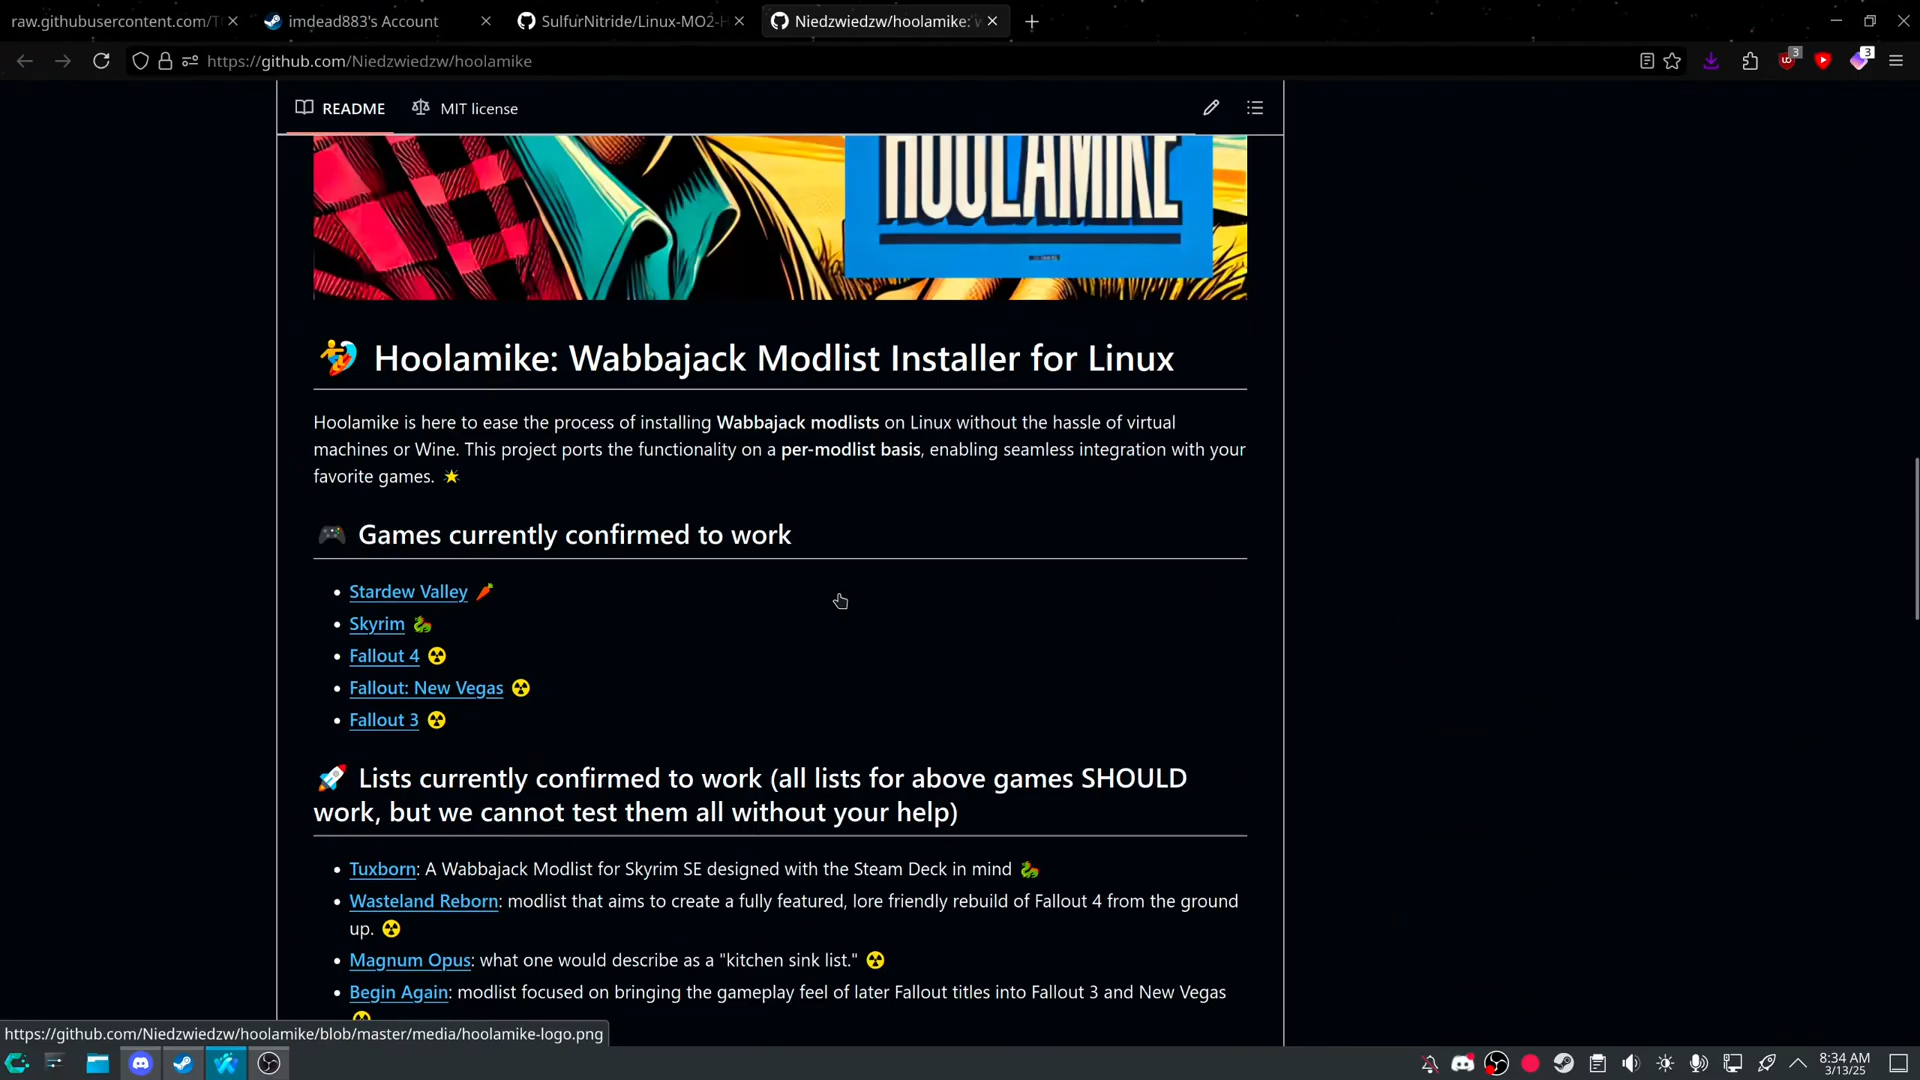 raw.githubusercontent.com/T
imdead883's Account
SulfurNitride/Linux-MO2-H
Niedzwiedzw/hoolamike: w
https://github.com/Niedzwiedzw/hoolamike
3
3
README
MIT license
HOOLAMIKE
Hoolamike: Wabbajack Modlist Installer for Linux
Hoolamike is here to ease the process of installing Wabbajack modlists on Linux without the hassle of virtual
machines or Wine. This project ports the functionality on a per-modlist basis, enabling seamless integration with your
favorite games.
Games currently confirmed to work
Stardew Valley
Skyrim
Fallout 4
Fallout: New Vegas
Fallout 3
Lists currently confirmed to work (all lists for above games SHOULD
work, but we cannot test them all without your help)
Tuxborn: A Wabbajack Modlist for Skyrim SE designed with the Steam Deck in mind
Wasteland Reborn: modlist that aims to create a fully featured, lore friendly rebuild of Fallout 4 from the ground
up.
Magnum Opus: what one would describe as a "kitchen sink list."
Begin Again: modlist focused on bringing the gameplay feel of later Fallout titles into Fallout 3 and New Vegas
https://github.com/Niedzwiedzw/hoolamike/blob/master/media/hoolamike-logo.png
8:34 AM
3/13/25